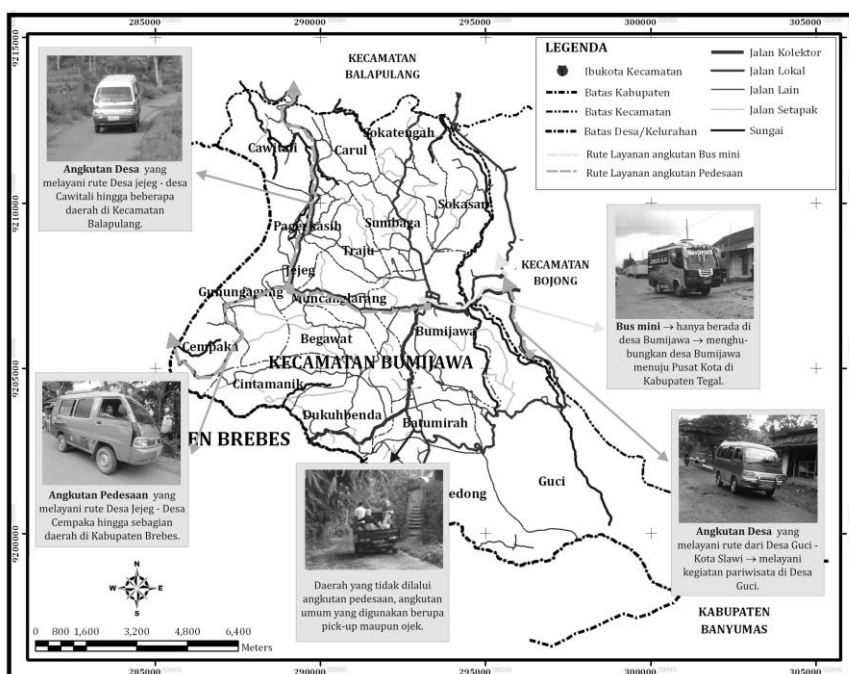 285000 290000 295000 300000 305000
9215000
9210000
9205000
9200000
LEGENDA
Ibukota Kecamatan
Batas Kabupaten
Batas Kecamatan
Batas Desa/Kelurahan
Jalan Kolektor
Jalan Lokal
Jalan Lain
Jalan Setapak
Sungai
Rute Layanan angkutan Bus mini
Rute Layanan angkutan Pedesaan
KECAMATAN
BALAPULANG
Sokatengah
Cawitali
Carul
Sokasari
Pagerkasih
Sumbaga
Traju
KECAMATAN
BOJONG
Jejeg
Gunungagung
Muncanglarang
Bumijawa
Cempaka
Begawat
KECAMATAN BUMIJAWA
Cintamanik
Dukuhbenda
Batumirah
EN BREBES
edong
Guci
KABUPATEN
BANYUMAS
Angkutan Desa yang
melayani rute Desa jejeg - desa
Cawitali hingga beberapa
daerah di Kecamatan
Balapulang.
Bus mini → hanya berada di
desa Bumijawa → menghu-
bungkan desa Bumijawa
menuju Pusat Kota di
Kabupaten Tegal.
Angkutan Pedesaan yang
melayani rute Desa Jejeg - Desa
Cempaka hingga sebagian
daerah di Kabupaten Brebes.
Daerah yang tidak dilalui
angkutan pedesaan, angkutan
umum yang digunakan berupa
pick-up maupun ojek.
Angkutan Desa yang
melayani rute dari Desa Guci -
Kota Slawi → melayani
kegiatan pariwisata di Desa
Guci.
N
W E
S
0 800 1,600 3,200 4,800 6,400
Meters
285000 290000 295000 300000 305000